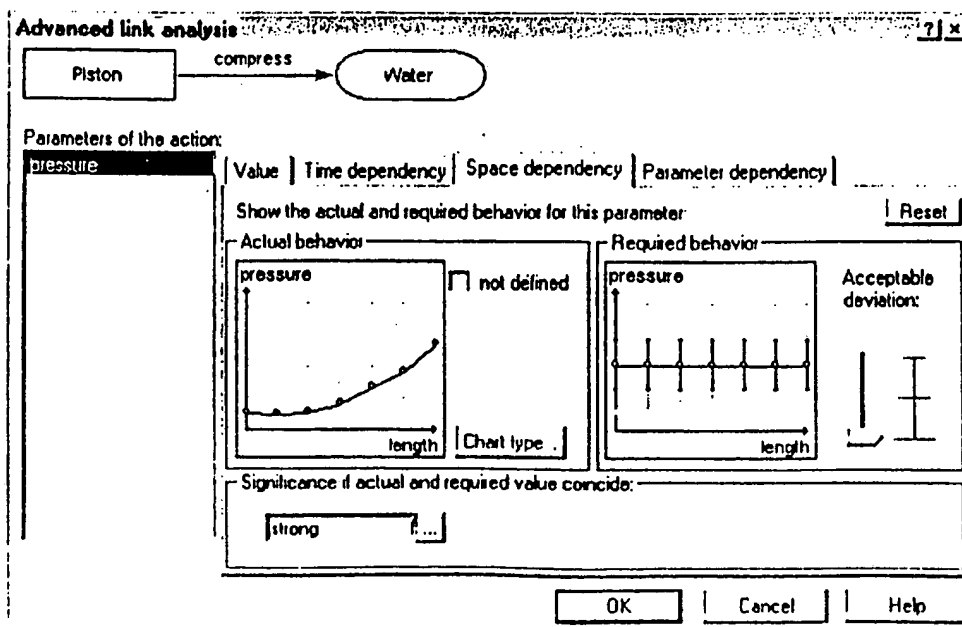 Advanced link analysis ? ×
Piston compress Water
Parameters of the action:
pressure
Value Time dependency Space dependency Parameter dependency
Show the actual and required behavior for this parameter Reset
Actual behavior
pressure
not defined
length
Chart type
Required behavior
pressure
Acceptable
deviation:
length
Significance if actual and required value coincide:
strong ...
OK Cancel Help